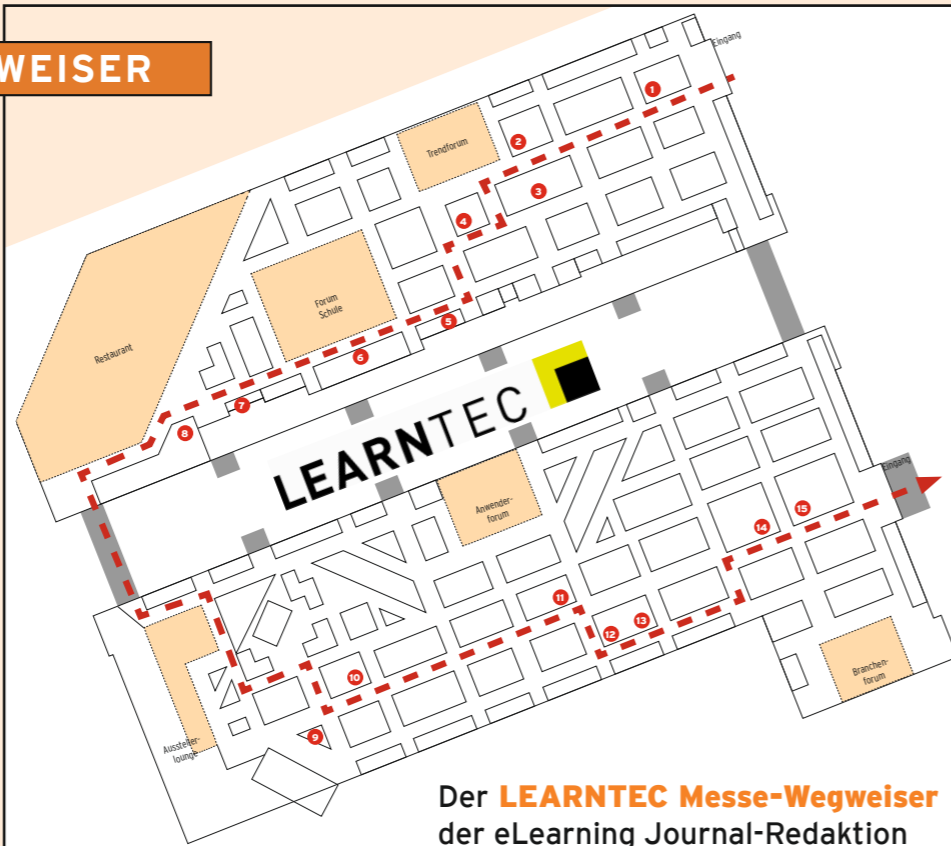 WEISER
Eingang
1
2
Trendforum
3
4
Forum
Schule
5
6
Restaurant
7
8
LEARNTEC
Anwender-
forum
Eingang
15
14
11
13
12
10
Branchen-
forum
9
Aussteller-
lounge
Der LEARNTEC Messe-Wegweiser
der eLearning Journal-Redaktion